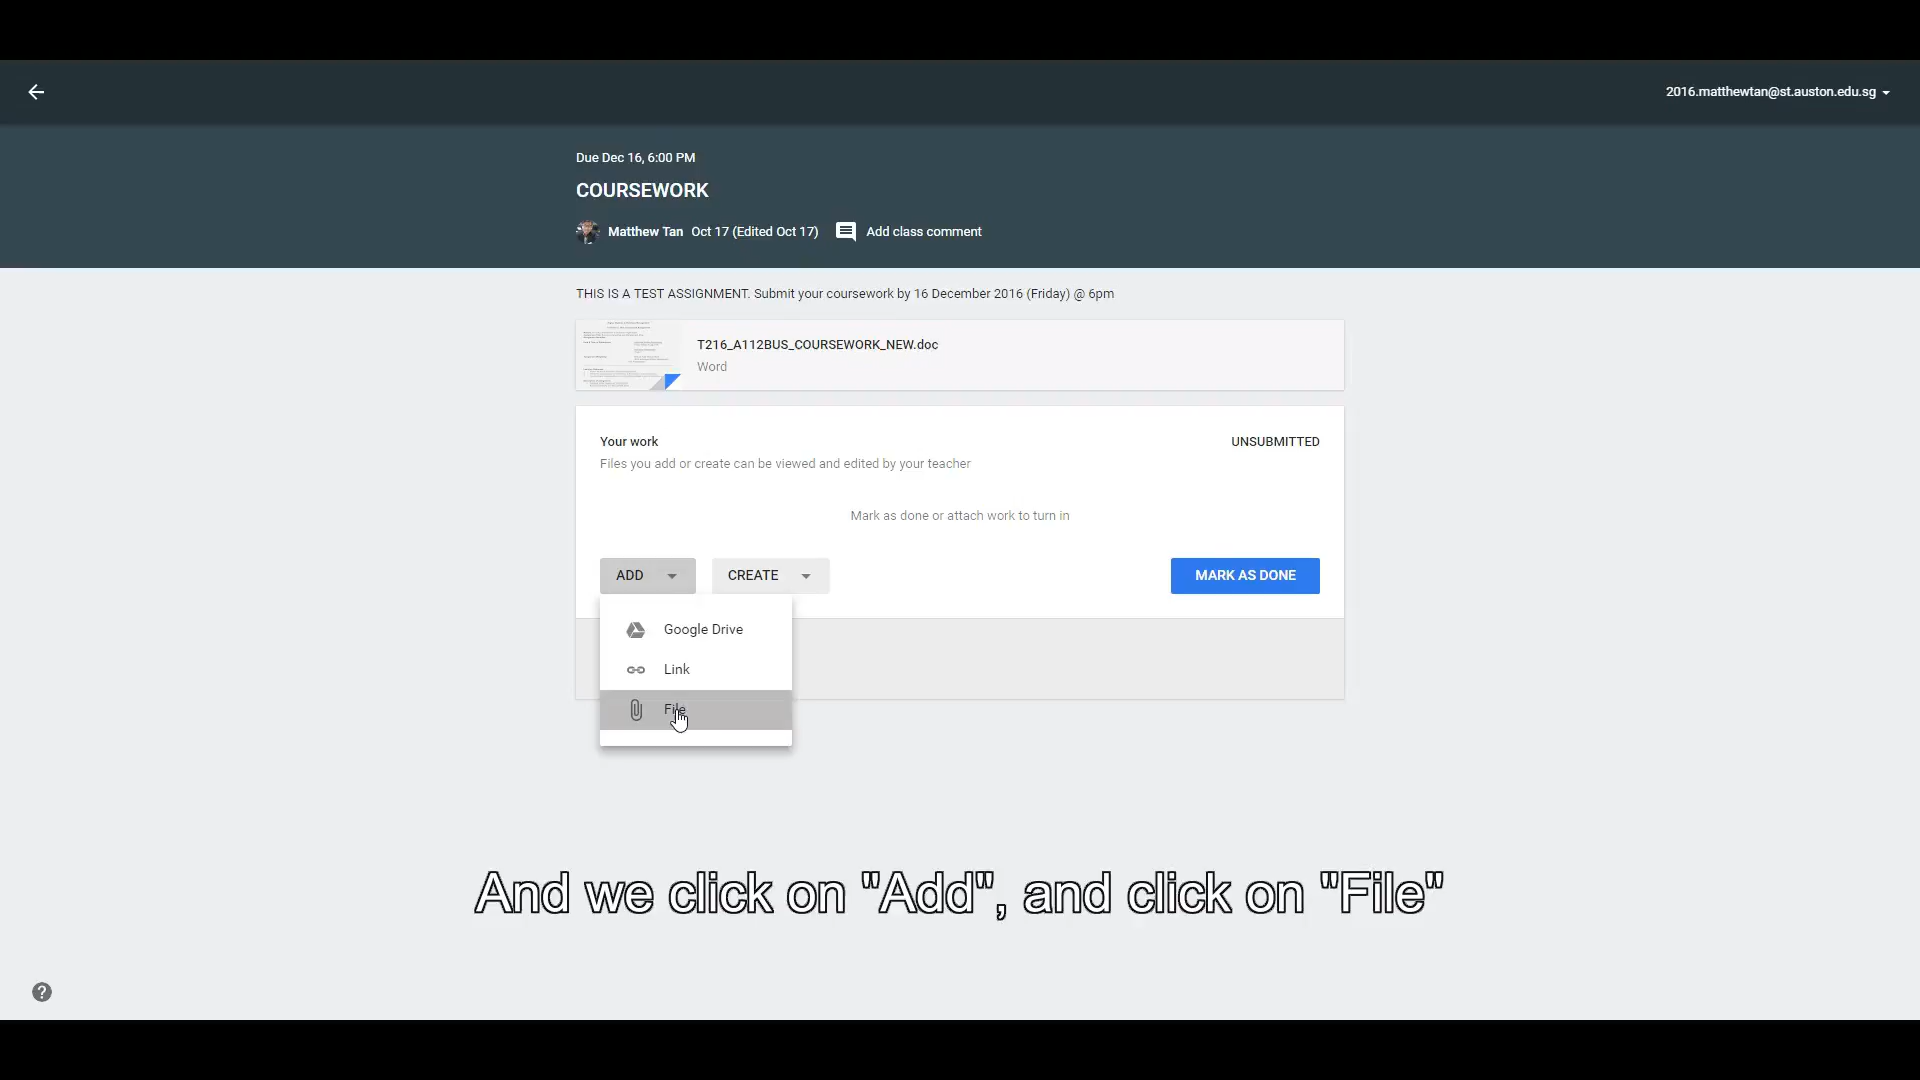 2016.matthewtan@st.auston.edu.sg
Due Dec 16, 6:00 PM
COURSEWORK
Matthew Tan Oct 17 (Edited Oct 17) Add class comment
THIS IS A TEST ASSIGNMENT. Submit your coursework by 16 December 2016 (Friday) @ 6pm
T216_A112BUS_COURSEWORK_NEW.doc
Word
Your work UNSUBMITTED
Files you add or create can be viewed and edited by your teacher
Mark as done or attach work to turn in
ADD CREATE MARK AS DONE
Google Drive
Link
File
And we click on "Add", and click on "File"
?